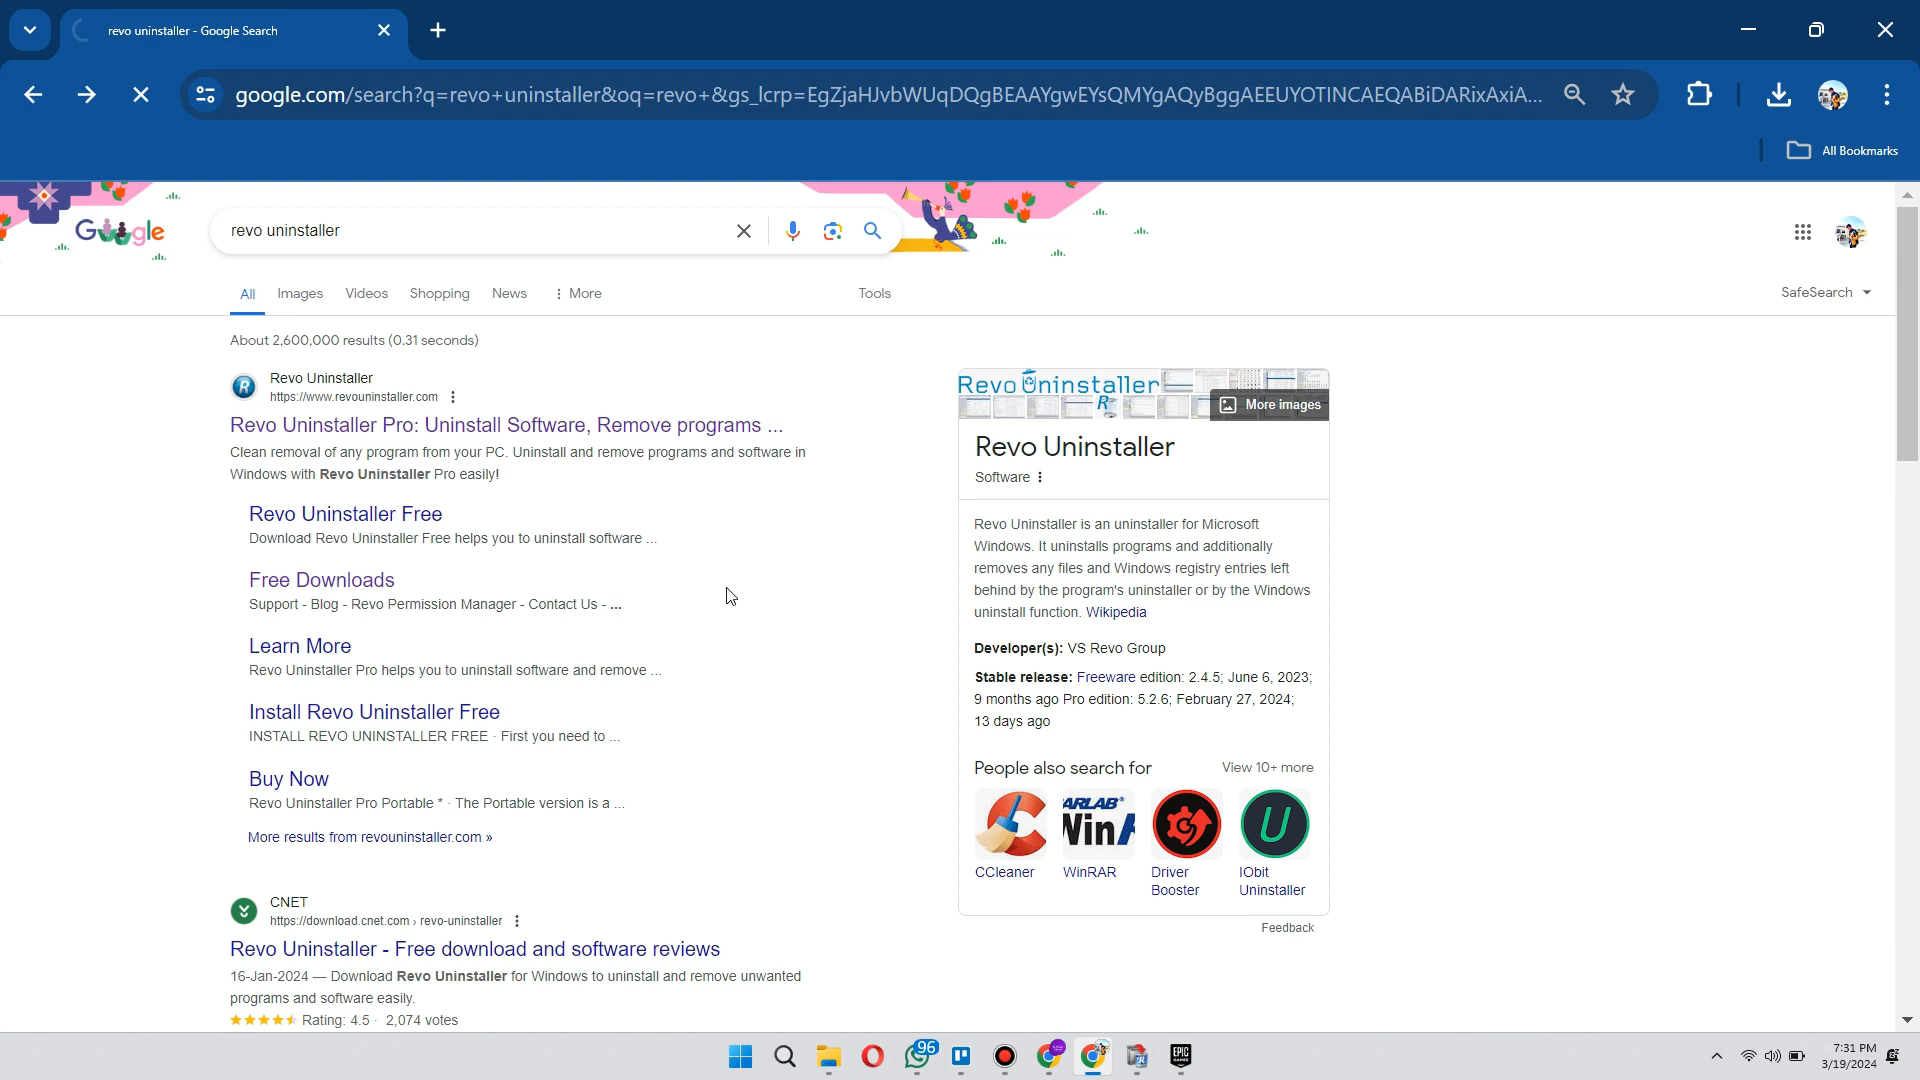 revo uninstaller - Google Search
google.com/search?q=revo+uninstaller&oq=revo+&gs_lcrp=EgZjaHJvbWUqDQgBEAAYgwEYsQMYgAQyBggAEEUYOTINCAEQABiDARixAxiA...
All Bookmarks
Google
revo uninstaller
All
Images
Videos
Shopping
News
More
Tools
SafeSearch
About 2,600,000 results (0.31 seconds)
Revo Uninstaller
https://www.revouninstaller.com
Revo Uninstaller Pro: Uninstall Software, Remove programs ...
Clean removal of any program from your PC. Uninstall and remove programs and software in
Windows with Revo Uninstaller Pro easily!
Revo Uninstaller Free
Download Revo Uninstaller Free helps you to uninstall software ...
Free Downloads
Support - Blog - Revo Permission Manager - Contact Us - ...
Learn More
Revo Uninstaller Pro helps you to uninstall software and remove ...
Install Revo Uninstaller Free
INSTALL REVO UNINSTALLER FREE · First you need to ...
Buy Now
Revo Uninstaller Pro Portable * · The Portable version is a ...
More results from revouninstaller.com »
CNET
https://download.cnet.com › revo-uninstaller
Revo Uninstaller - Free download and software reviews
16-Jan-2024 — Download Revo Uninstaller for Windows to uninstall and remove unwanted
programs and software easily.
Rating: 4.5 · 2,074 votes
Revo Uninstaller
More images
Revo Uninstaller
Software
Revo Uninstaller is an uninstaller for Microsoft
Windows. It uninstalls programs and additionally
removes any files and Windows registry entries left
behind by the program's uninstaller or by the Windows
uninstall function. Wikipedia
Developer(s): VS Revo Group
Stable release: Freeware edition: 2.4.5; June 6, 2023;
9 months ago Pro edition: 5.2.6; February 27, 2024;
13 days ago
People also search for
View 10+ more
CCleaner
WinRAR
Driver
Booster
IObit
Uninstaller
Feedback
96
EPIC
GAMES
7:31 PM
3/19/2024